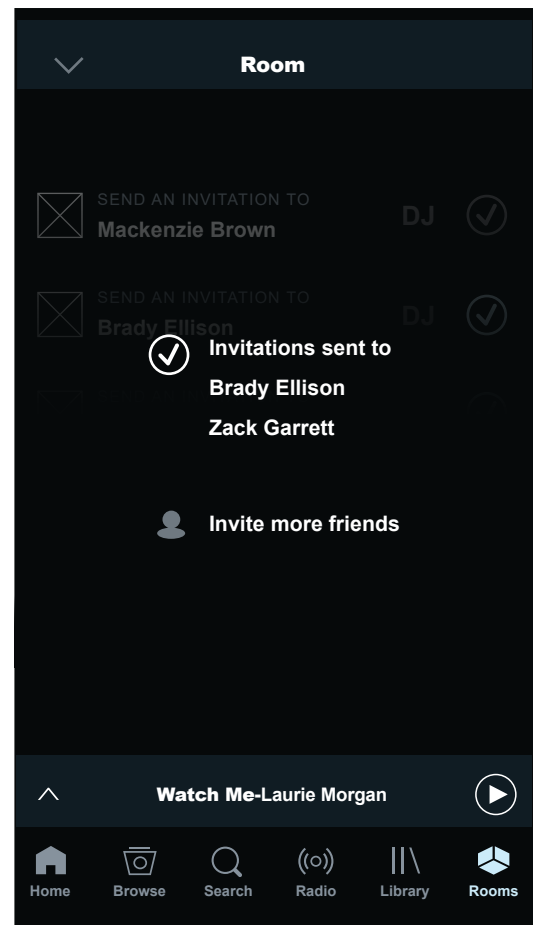 Room
SEND AN INVITATION TO
Mackenzie Brown
DJ
SEND AN INVITATION TO
Brady Ellison
DJ
Invitations sent to
Brady Ellison
Zack Garrett
Invite more friends
Watch Me-Laurie Morgan
Home
Browse
Search
Radio
Library
Rooms